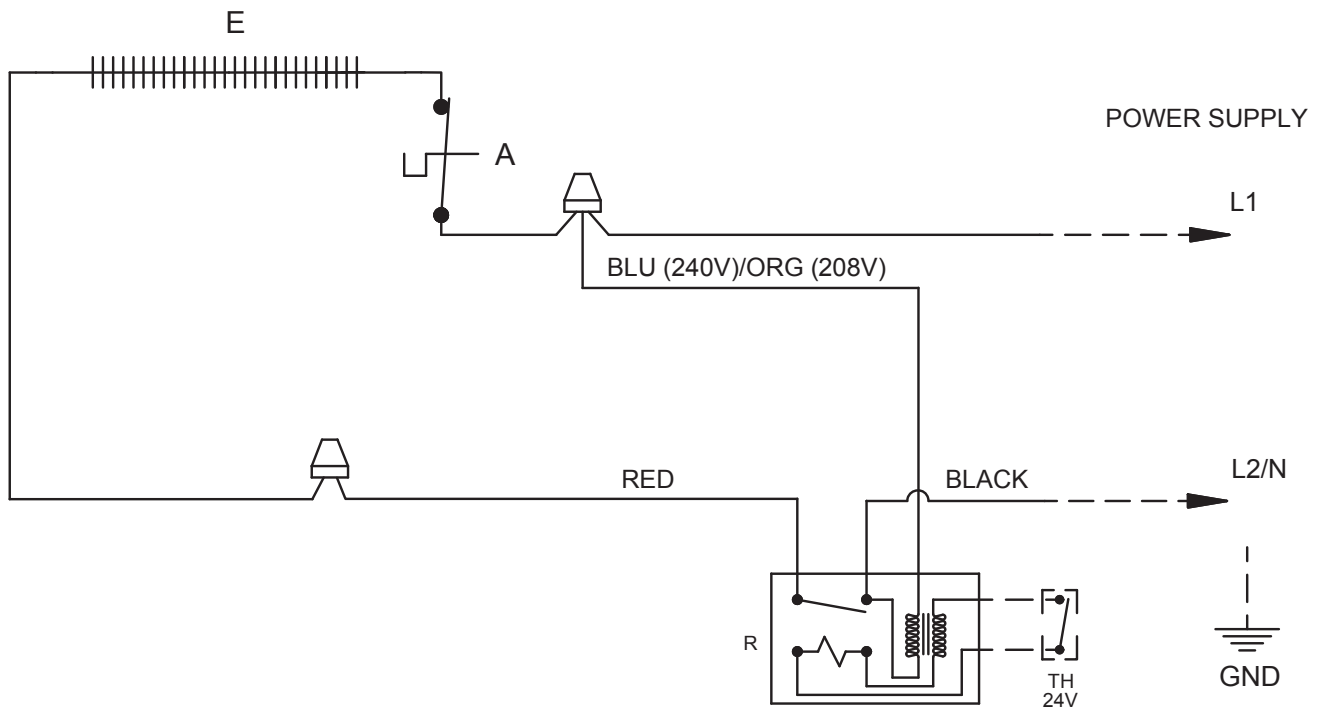 E
POWER SUPPLY
A
L1
BLU (240V)/ORG (208V)
RED
BLACK
L2/N
R
TH
24V
GND